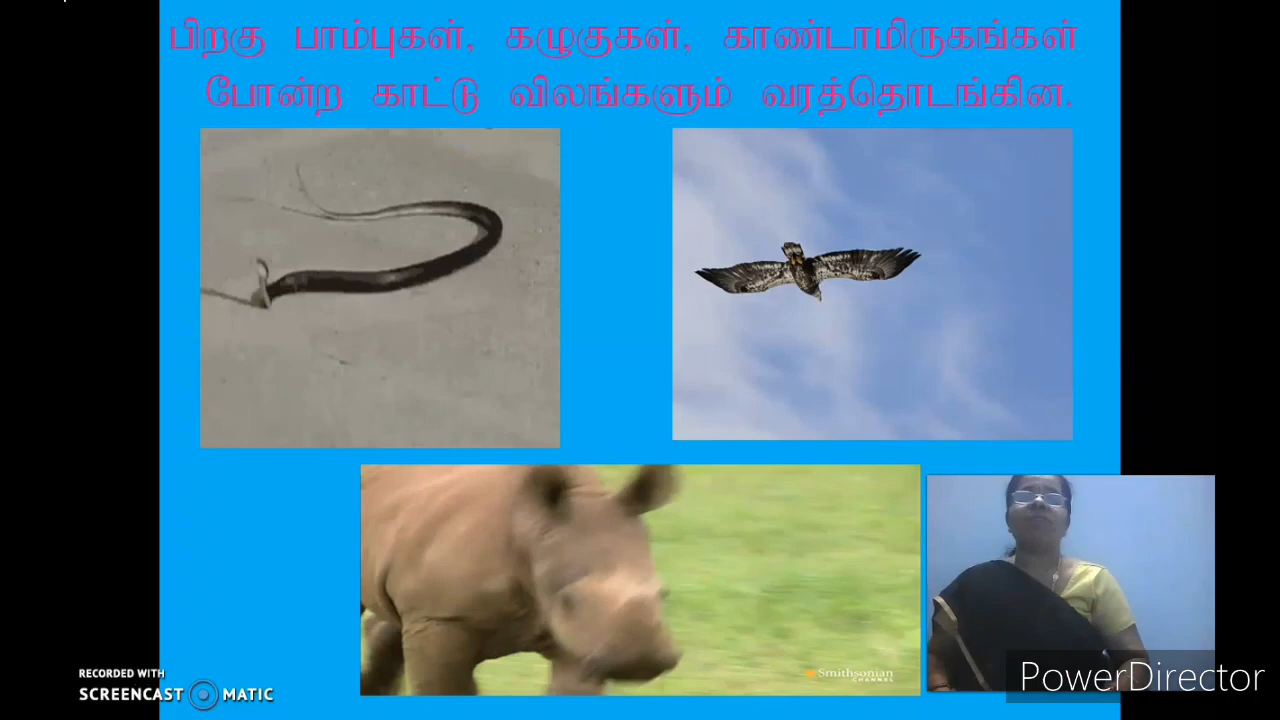 பிறகு பாம்புகள், கழுகுகள், காண்டாமிருகங்கள்
போன்ற காட்டு விலங்களும் வரத்தொடங்கின.
Smithsonian
CHANNEL
RECORDED WITH
SCREENCAST MATIC
PowerDirector